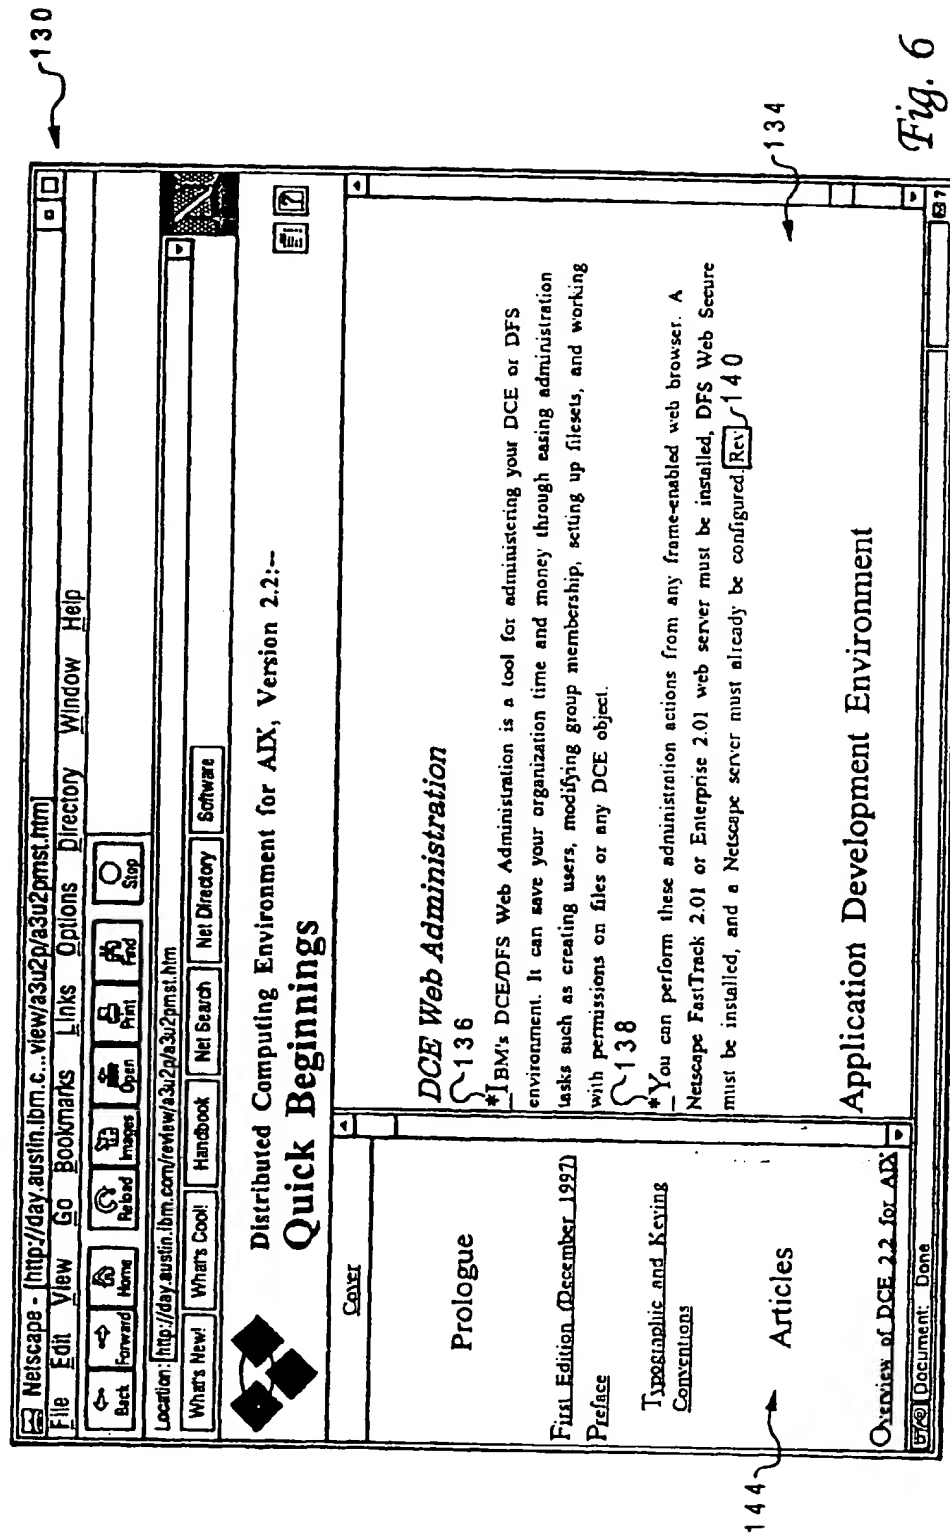 130
Netscape - [http://day.austin.ibm.c...view/a3u2p/a3u2pmst.htm]
File Edit View Go Bookmarks Links Options Directory Window Help
Back Forward Home Reload Images Open Print Find Stop
Location: http://day.austin.ibm.com/review/a3u2p/a3u2pmst.htm
What's New! What's Cool! Handbook Net Search Net Directory Software
Distributed Computing Environment for AIX, Version 2.2:--
Quick Beginnings
?
Cover
Prologue
First Edition (December 1997)
Preface
Typographic and Keying
Conventions
Articles
Overview of DCE 2.2 for AIX
144
DCE Web Administration
136
*IBM's DCE/DFS Web Administration is a tool for administering your DCE or DFS
environment. It can save your organization time and money through easing administration
tasks such as creating users, modifying group membership, setting up filesets, and working
with permissions on files or any DCE object.
138
*You can perform these administration actions from any frame-enabled web browser. A
Netscape FastTrack 2.01 or Enterprise 2.01 web server must be installed, DFS Web Secure
must be installed, and a Netscape server must already be configured. Rev 140
Application Development Environment
134
Document: Done
?
Fig. 6